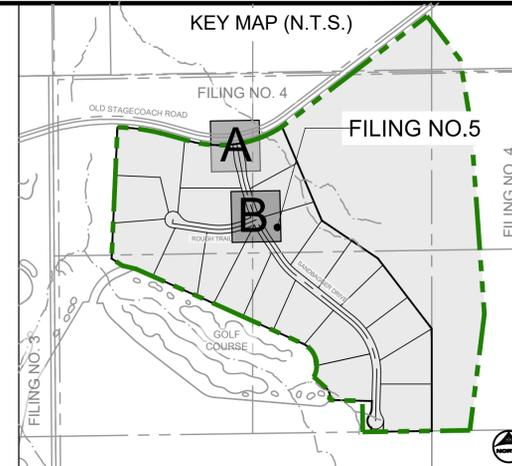 KEY MAP (N.T.S.)
FILING NO. 4
OLD STAGECOACH ROAD
A
FILING NO.5
FILING NO. 4
B.
ROUGH TRAIL
SANDBAGGER DRIVE
GOLF
COURSE
FILING NO. 3